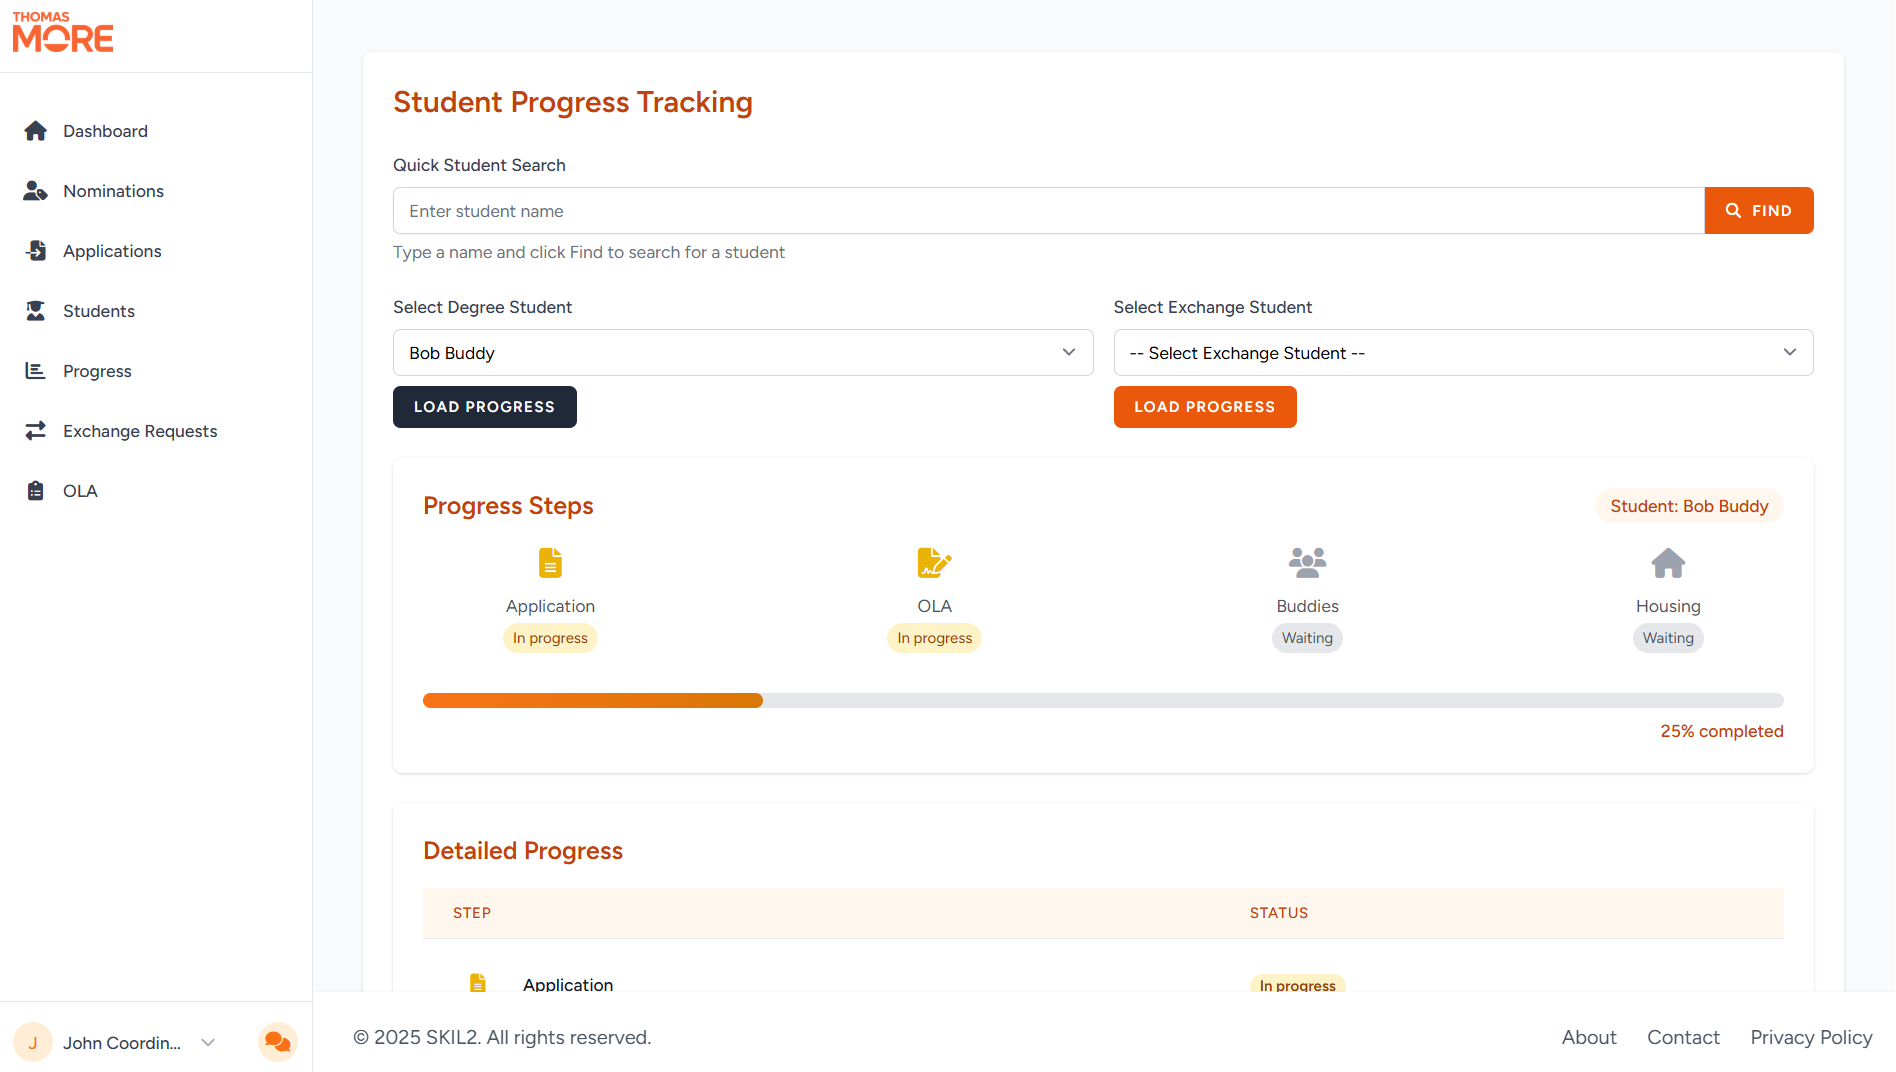 THOMAS
MORE
Dashboard
Nominations
Applications
Students
Progress
Exchange Requests
OLA
J
John Coordin...
Student Progress Tracking
Quick Student Search
Enter student name
FIND
Type a name and click Find to search for a student
Select Degree Student
Bob Buddy
LOAD PROGRESS
Select Exchange Student
-- Select Exchange Student --
LOAD PROGRESS
Progress Steps
Student: Bob Buddy
Application
In progress
OLA
In progress
Buddies
Waiting
Housing
Waiting
25% completed
Detailed Progress
STEP
STATUS
Application
In progress
© 2025 SKIL2. All rights reserved.
About
Contact
Privacy Policy